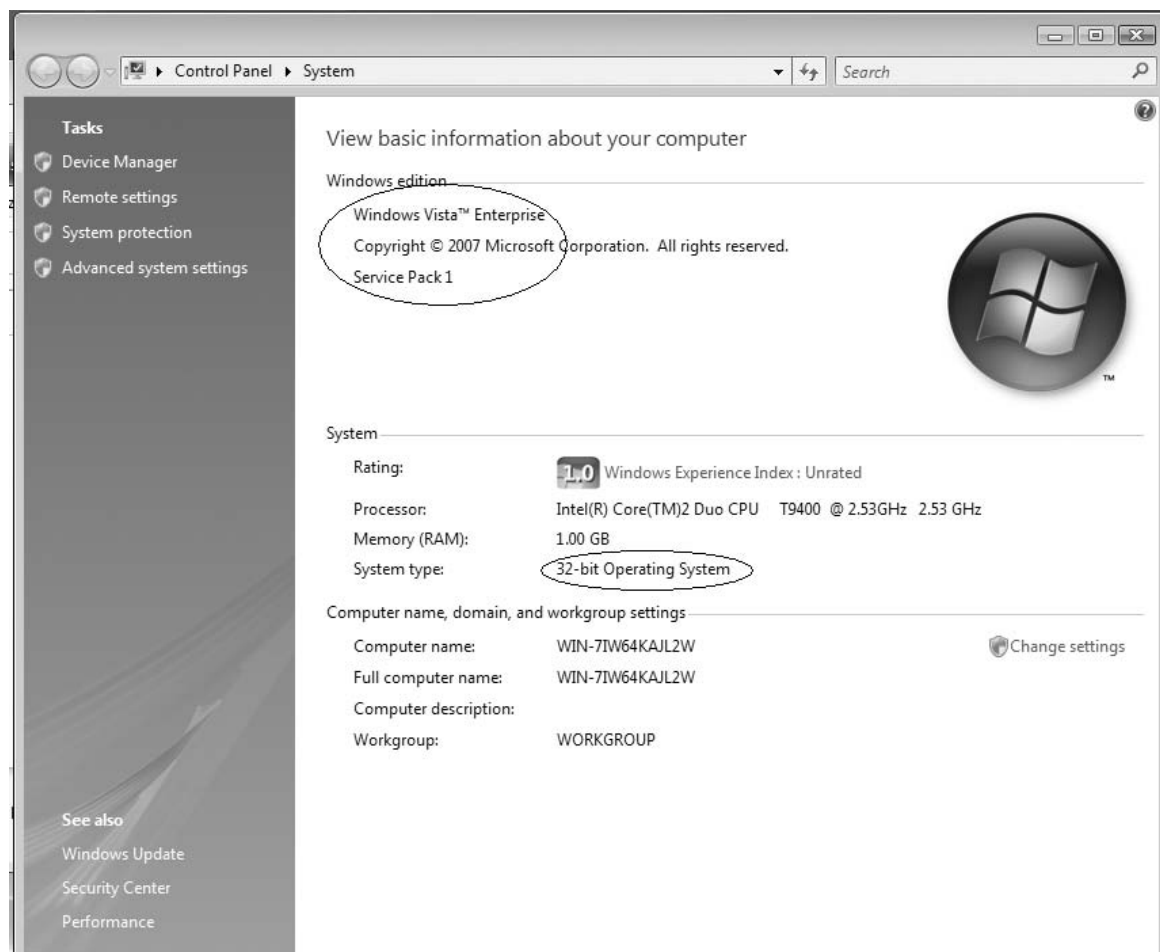 Control Panel ▸ System
Search
Tasks
Device Manager
Remote settings
System protection
Advanced system settings
See also
Windows Update
Security Center
Performance
View basic information about your computer
Windows edition
Windows Vista™ Enterprise
Copyright © 2007 Microsoft Corporation. All rights reserved.
Service Pack 1
TM
System
Rating: 1.0 Windows Experience Index : Unrated
Processor: Intel(R) Core(TM)2 Duo CPU T9400 @ 2.53GHz 2.53 GHz
Memory (RAM): 1.00 GB
System type: 32-bit Operating System
Computer name, domain, and workgroup settings
Computer name: WIN-7IW64KAJL2W
Change settings
Full computer name: WIN-7IW64KAJL2W
Computer description:
Workgroup: WORKGROUP